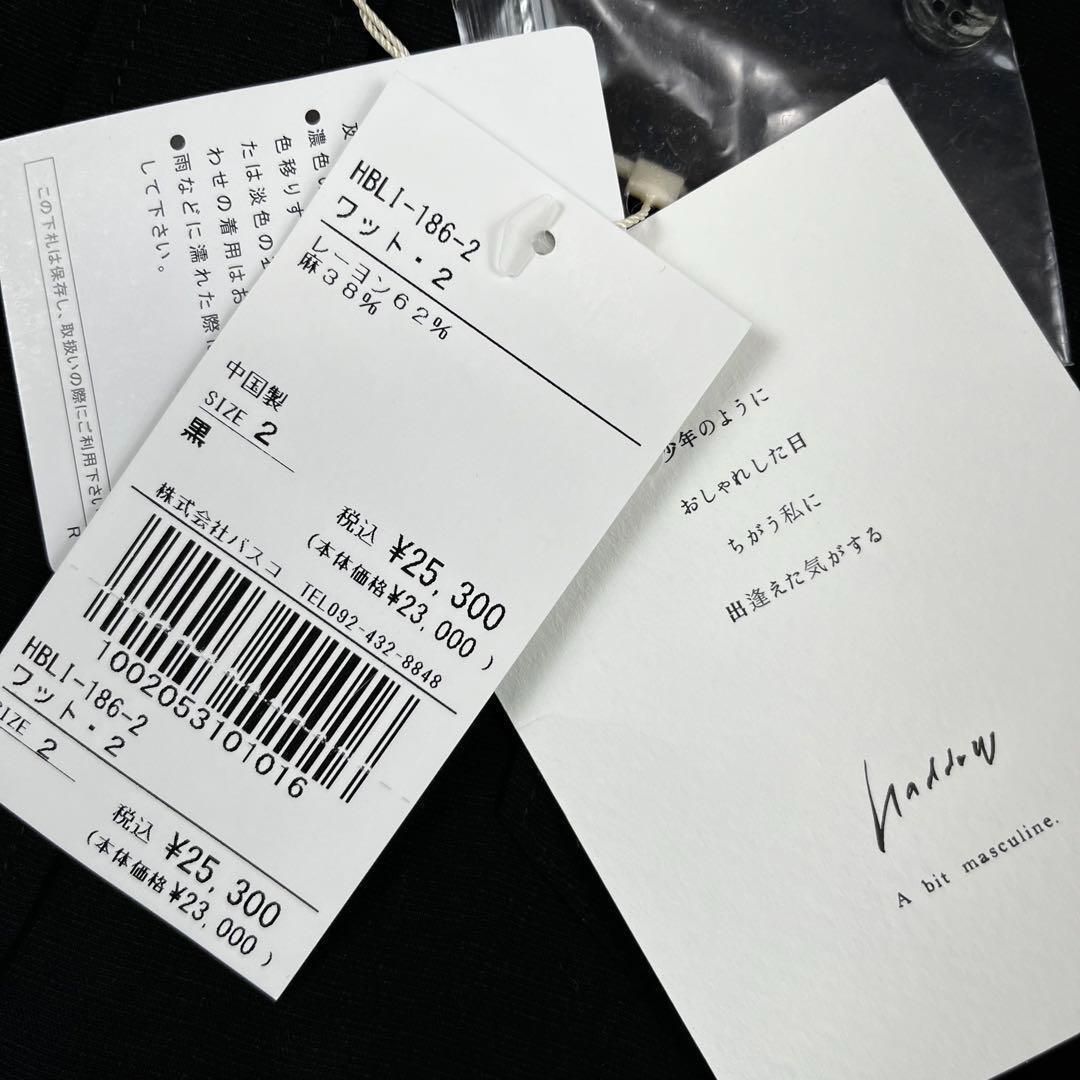 ●濃色
色移りす
たは淡色の
わせの着用はお
●雨などに濡れた際に
して下さい。
この下札は保存し、取扱いの際にご利用下さい
R
HBLI-186-2
ワット・2
レーヨン62%
麻38%
中国製
SIZE 2
黒
税込 ¥25,300
(本体価格¥23,000)
株式会社パスコ TEL092-432-8848
1002053101016
HBLI-186-2
ワット・2
SIZE 2
税込 ¥25,300
(本体価格¥23,000)
少年のように
おしゃれした日
ちがう私に
出逢えた気がする
haddow
A bit masculine.